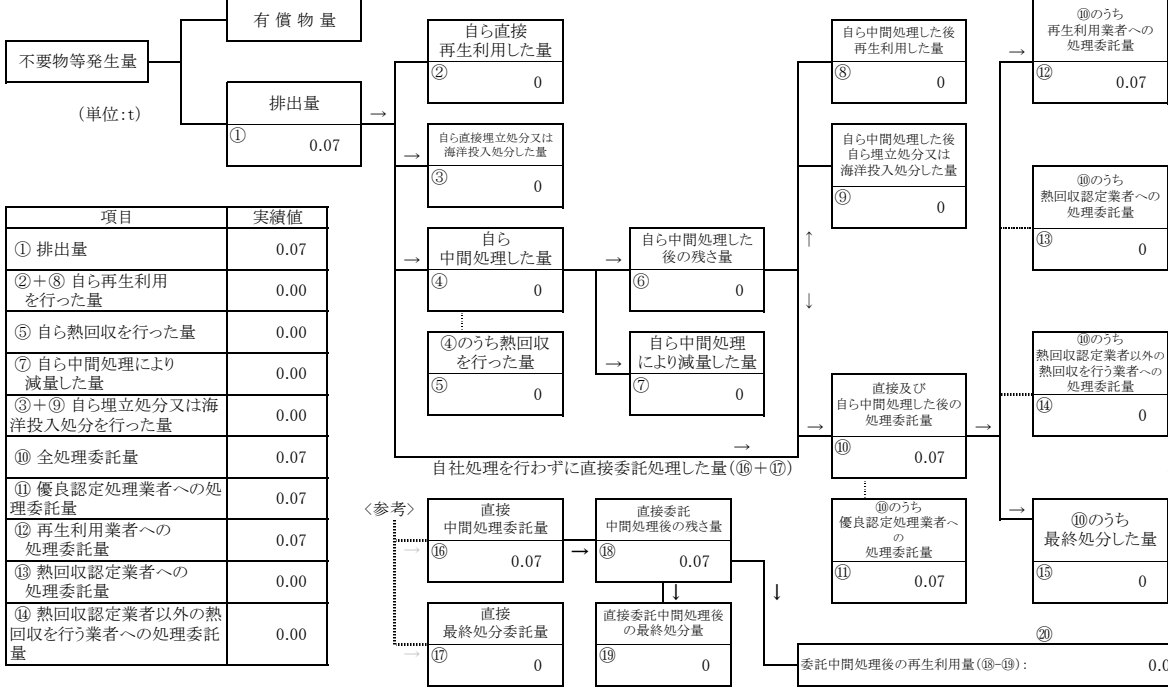 有 償 物 量
不要物等発生量
(単位:t)
排出量
①
0.07
→
自ら直接
再生利用した量
②
0
→
自ら直接埋立処分又は
海洋投入処分した量
③
0
→
自ら
中間処理した量
④
0
④のうち熱回収
を行った量
⑤
0
→
自ら中間処理した
後の残さ量
⑥
0
→
自ら中間処理
により減量した量
⑦
0
↑
↓
自ら中間処理した後
再生利用した量
⑧
0
自ら中間処理した後
自ら埋立処分又は
海洋投入処分した量
⑨
0
→
自社処理を行わずに直接委託処理した量(⑯+⑰)
→
直接及び
自ら中間処理した後の
処理委託量
⑩
0.07
→
⑩のうち
優良認定処理業者へ
の
処理委託量
⑪
0.07
→
⑩のうち
再生利用業者への
処理委託量
⑫
0.07
⑩のうち
熱回収認定業者への
処理委託量
⑬
0
⑩のうち
熱回収認定業者以外の
熱回収を行う業者への
処理委託量
⑭
0
→
⑩のうち
最終処分した量
⑮
0
項目 実績値
① 排出量 0.07
②+⑧ 自ら再生利用
を行った量 0.00
⑤ 自ら熱回収を行った量 0.00
⑦ 自ら中間処理により
減量した量 0.00
③+⑨ 自ら埋立処分又は海
洋投入処分を行った量 0.00
⑩ 全処理委託量 0.07
⑪ 優良認定処理業者への処
理委託量 0.07
⑫ 再生利用業者への
処理委託量 0.07
⑬ 熱回収認定業者への
処理委託量 0.00
⑭ 熱回収認定業者以外の熱
回収を行う業者への処理委託
量 0.00
〈参考〉
→
直接
中間処理委託量
⑯
0.07
→
直接委託
中間処理後の残さ量
⑱
0.07
↓
↓
→
直接
最終処分委託量
⑰
0
直接委託中間処理後
の最終処分量
⑲
0
⑳
委託中間処理後の再生利用量(⑱-⑲):